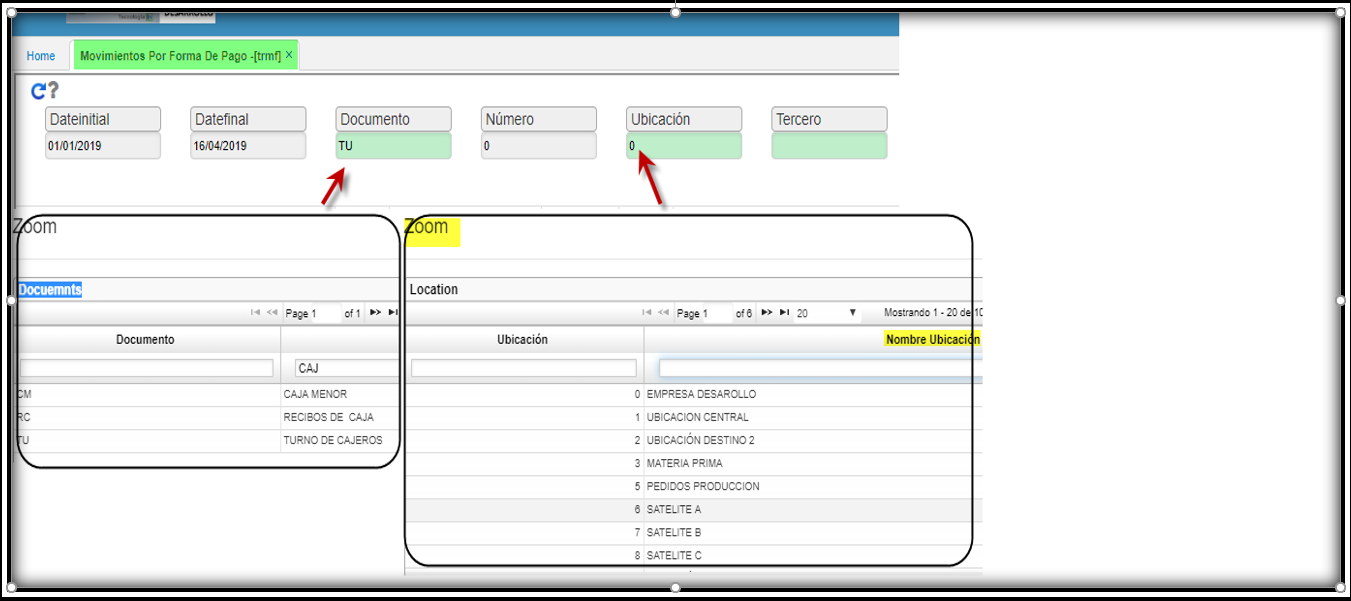 Tecnología DESARROLLO
Home Movimientos Por Forma De Pago -[trmf] ×
?
Dateinitial Datefinal Documento Número Ubicación Tercero
01/01/2019 16/04/2019 TU 0 0
Zoom
Docuemnts
Page 1 of 1
Documento
CAJ
CM CAJA MENOR
RC RECIBOS DE CAJA
TU TURNO DE CAJEROS
Zoom
Location
Page 1 of 6 20 Mostrando 1 - 20 de 10
Ubicación Nombre Ubicación
0 EMPRESA DESAROLLO
1 UBICACION CENTRAL
2 UBICACIÓN DESTINO 2
3 MATERIA PRIMA
5 PEDIDOS PRODUCCION
6 SATELITE A
7 SATELITE B
8 SATELITE C